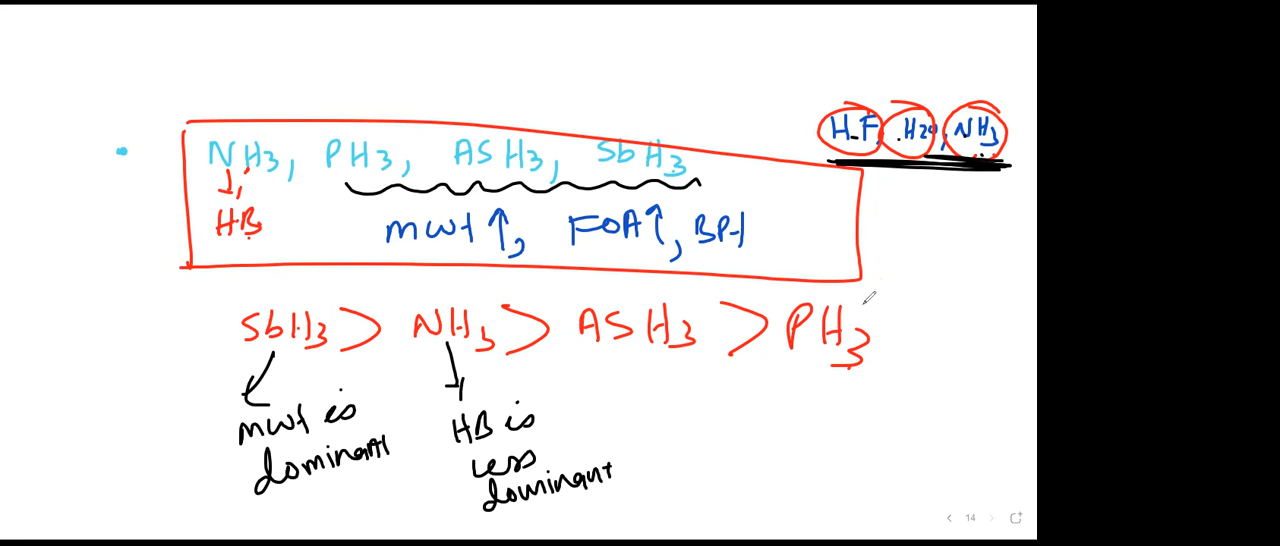 H-F, H2O, NH3
NH3, PH3, ASH3, SbH3
HB
mwt ↑, FOA ↑, BP↑
SbH3 > NH3 > ASH3 > PH3
mwt is
dominant
HB is
less
dominant
14